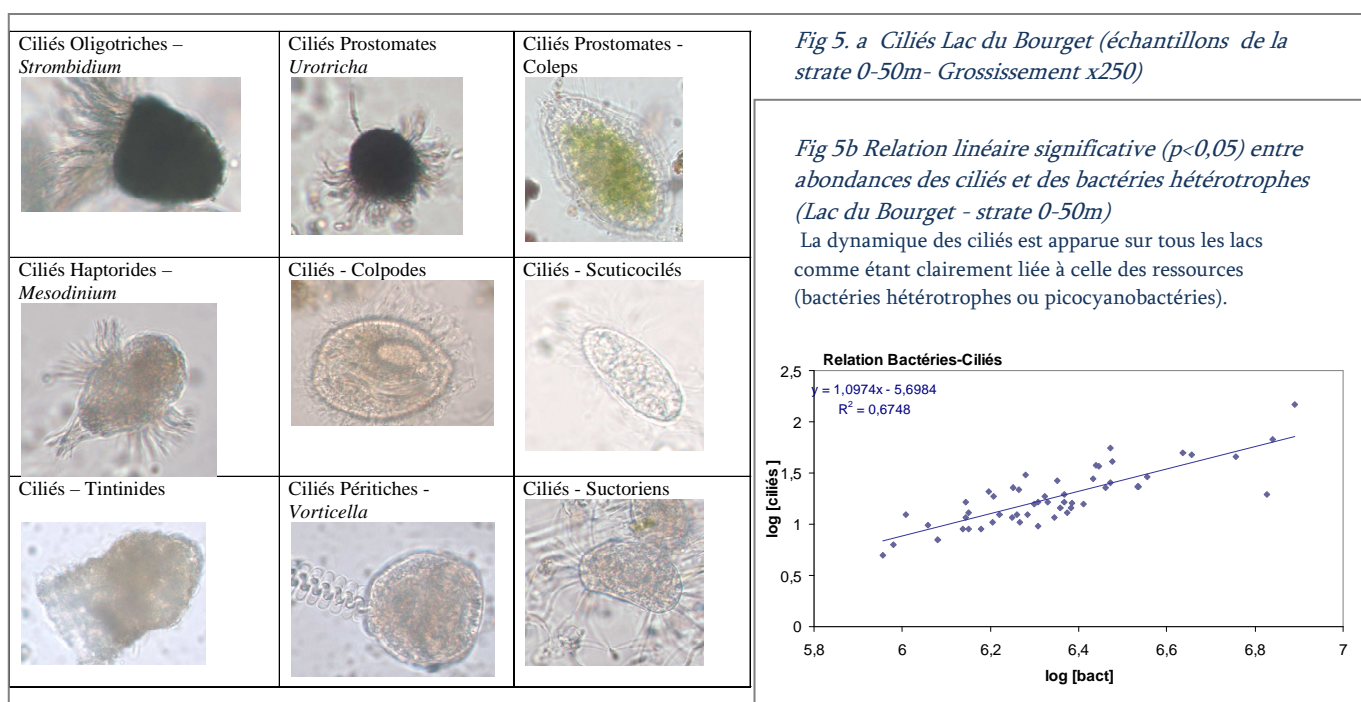 Ciliés Oligotriches –
Strombidium
Ciliés Prostomates
Urotricha
Ciliés Prostomates -
Coleps
Ciliés Haptorides –
Mesodinium
Ciliés - Colpodes
Ciliés - Scuticocilés
Ciliés – Tintinides
Ciliés Péritiches -
Vorticella
Ciliés - Suctoriens
Fig 5. a Ciliés Lac du Bourget (échantillons de la
strate 0-50m- Grossissement x250)
Fig 5b Relation linéaire significative (p<0,05) entre
abondances des ciliés et des bactéries hétérotrophes
(Lac du Bourget - strate 0-50m)
La dynamique des ciliés est apparue sur tous les lacs
comme étant clairement liée à celle des ressources
(bactéries hétérotrophes ou picocyanobactéries).
Relation Bactéries-Ciliés
y = 1,0974x - 5,6984
R² = 0,6748
log [ciliés ]
2,5
2
1,5
1
0,5
0
5,8 6 6,2 6,4 6,6 6,8 7
log [bact]